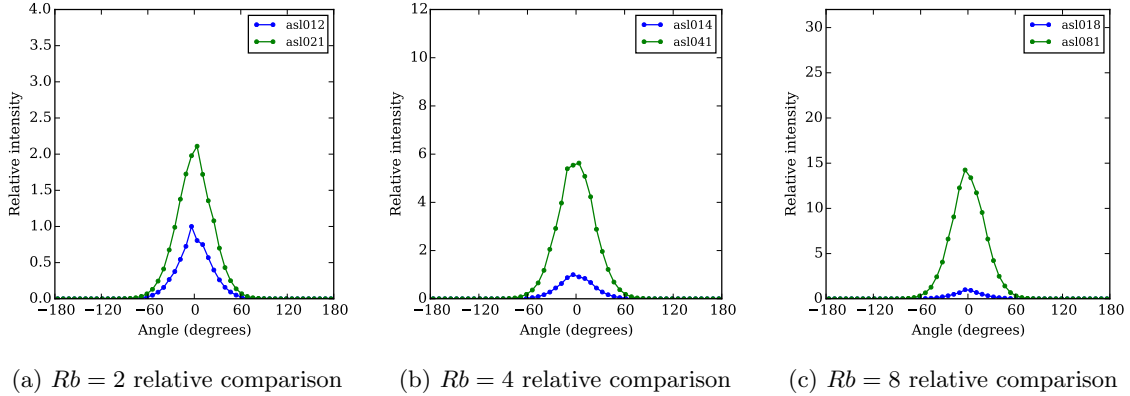 4.0
3.5
3.0
2.5
2.0
1.5
1.0
0.5
0.0
Relative intensity
asl012
asl021
−180 −120 −60 0 60 120 180
Angle (degrees)
12
10
8
6
4
2
0
Relative intensity
asl014
asl041
−180 −120 −60 0 60 120 180
Angle (degrees)
30
25
20
15
10
5
0
Relative intensity
asl018
asl081
−180 −120 −60 0 60 120 180
Angle (degrees)
(a) Rb = 2 relative comparison
(b) Rb = 4 relative comparison
(c) Rb = 8 relative comparison